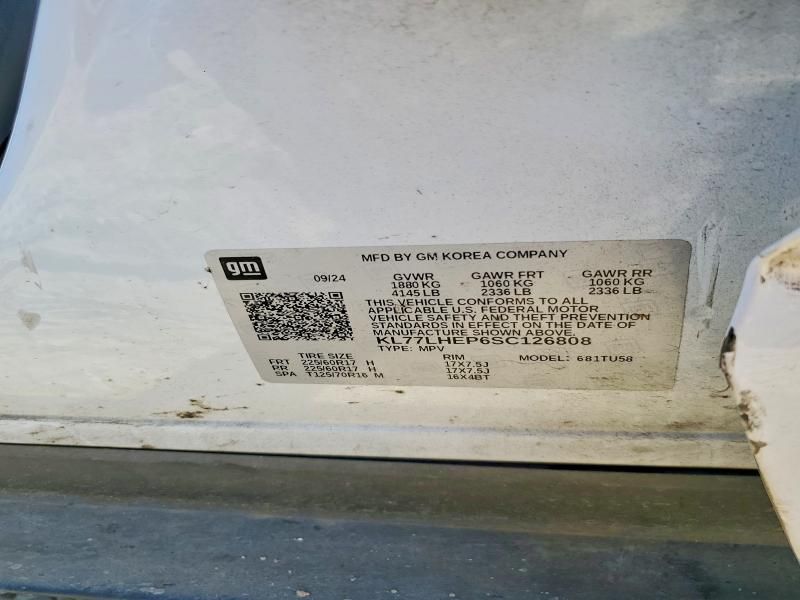 gm
MFD BY GM KOREA COMPANY
09/24 GVWR GAWR FRT GAWR RR
1880 KG 1060 KG 1060 KG
4145 LB 2336 LB 2336 LB
THIS VEHICLE CONFORMS TO ALL
APPLICABLE U.S. FEDERAL MOTOR
VEHICLE SAFETY AND THEFT PREVENTION
STANDARDS IN EFFECT ON THE DATE OF
MANUFACTURE SHOWN ABOVE.
KL77LHEP6SC126808
TYPE: MPV MODEL: 681TU58
TIRE SIZE RIM
FRT 225/60R17 H 17X7.5J
RR 225/60R17 H 17X7.5J
SPA T125/70R16 M 16X4BT